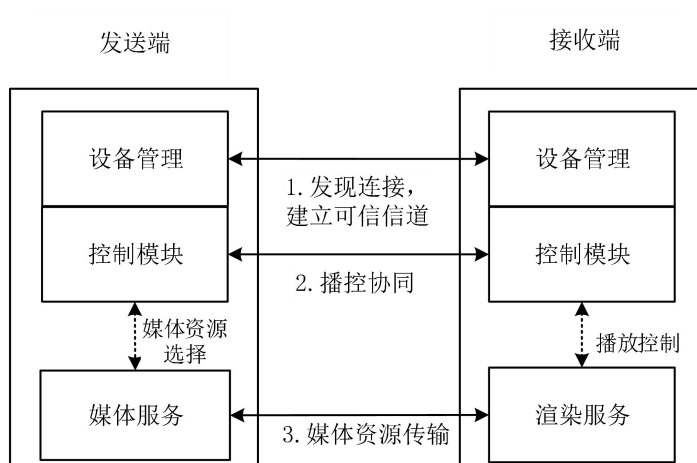 发送端
接收端
设备管理
设备管理
1.发现连接，
建立可信信道
控制模块
控制模块
2.播控协同
媒体资源
选择
播放控制
媒体服务
渲染服务
3.媒体资源传输